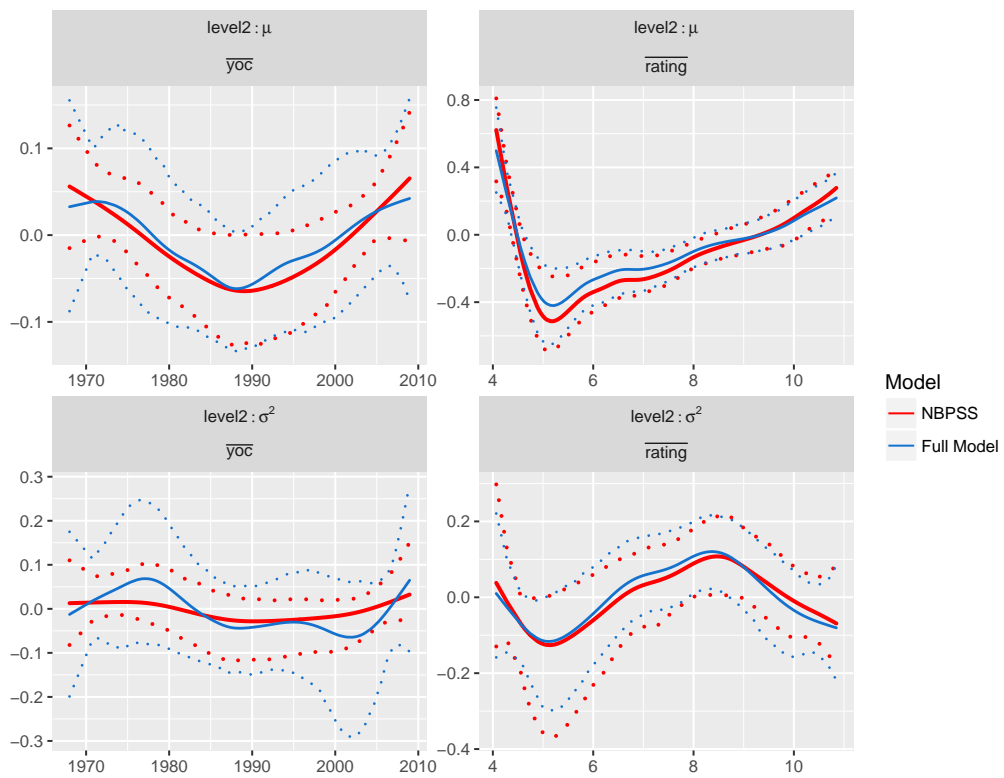 level2 : μ
yoc
level2 : μ
rating
0.1
0.0
−0.1
1970 1980 1990 2000 2010
0.8
0.4
0.0
−0.4
4 6 8 10
level2 : σ²
yoc
level2 : σ²
rating
0.3
0.2
0.1
0.0
−0.1
−0.2
−0.3
1970 1980 1990 2000 2010
0.2
0.0
−0.2
−0.4
4 6 8 10
Model
NBPSS
Full Model